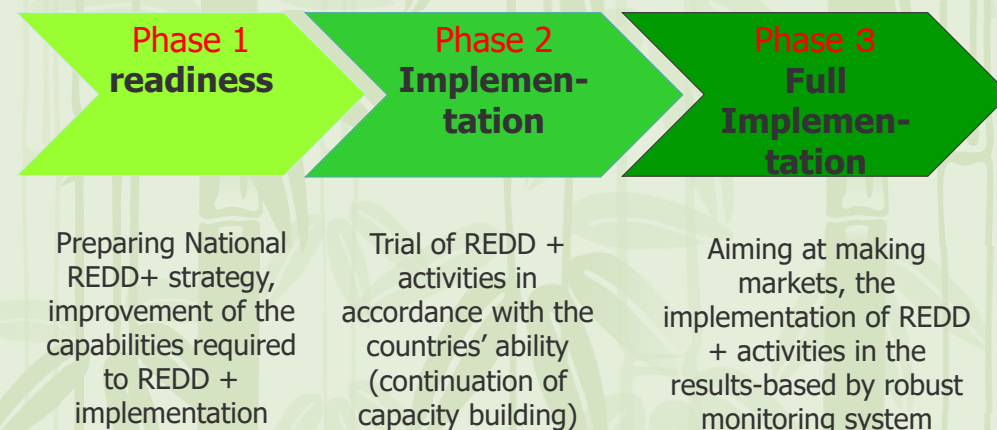 Phase 1
readiness
Phase 2
Implemen-
tation
Phase 3
Full
Implemen-
tation
Preparing National
REDD+ strategy,
improvement of the
capabilities required
to REDD +
implementation
Trial of REDD +
activities in
accordance with the
countries’ ability
(continuation of
capacity building)
Aiming at making
markets, the
implementation of REDD
+ activities in the
results-based by robust
monitoring system